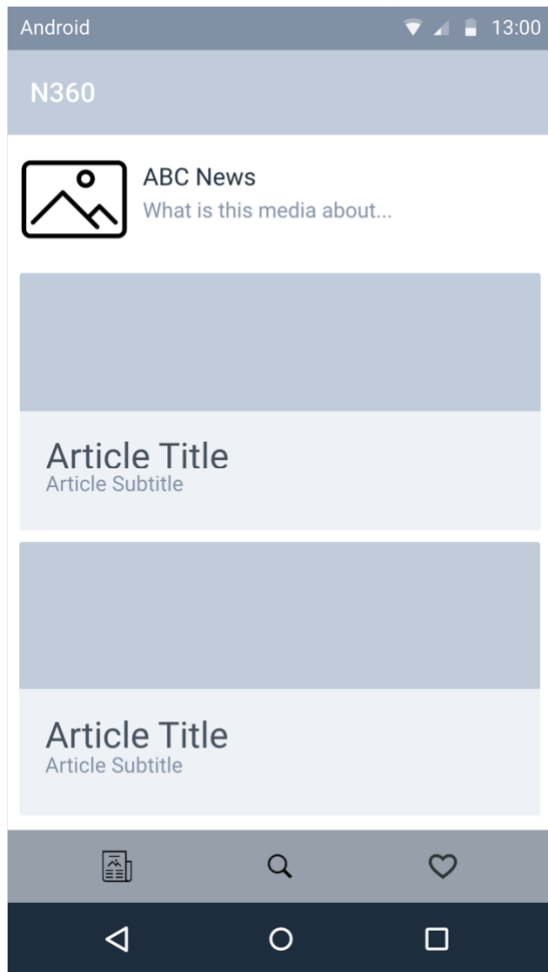 Android 13:00
N360
ABC News
What is this media about...
Article Title
Article Subtitle
Article Title
Article Subtitle